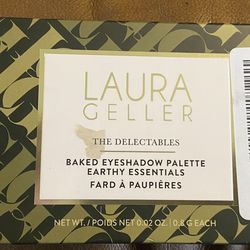 LAURA
GELLER
THE DELECTABLES
BAKED EYESHADOW PALETTE
EARTHY ESSENTIALS
FARD À PAUPIÈRES
NET WT. / POIDS NET 0.02 OZ. | 0.8 G EACH